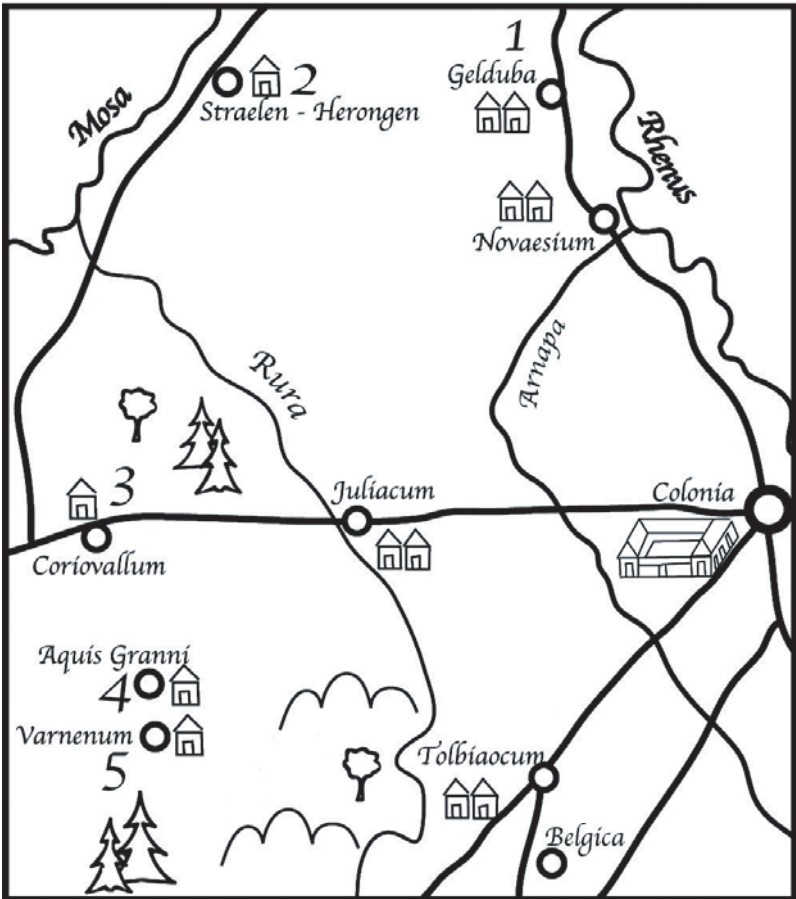 1
Gelduba
2
Straelen - Herongen
Mosa
Rhenus
Novaesium
Arnapa
Rura
3
Juliacum
Colonia
Coriovallum
Aquis Granni
4
Varnenum
5
Tolbiaocum
Belgica